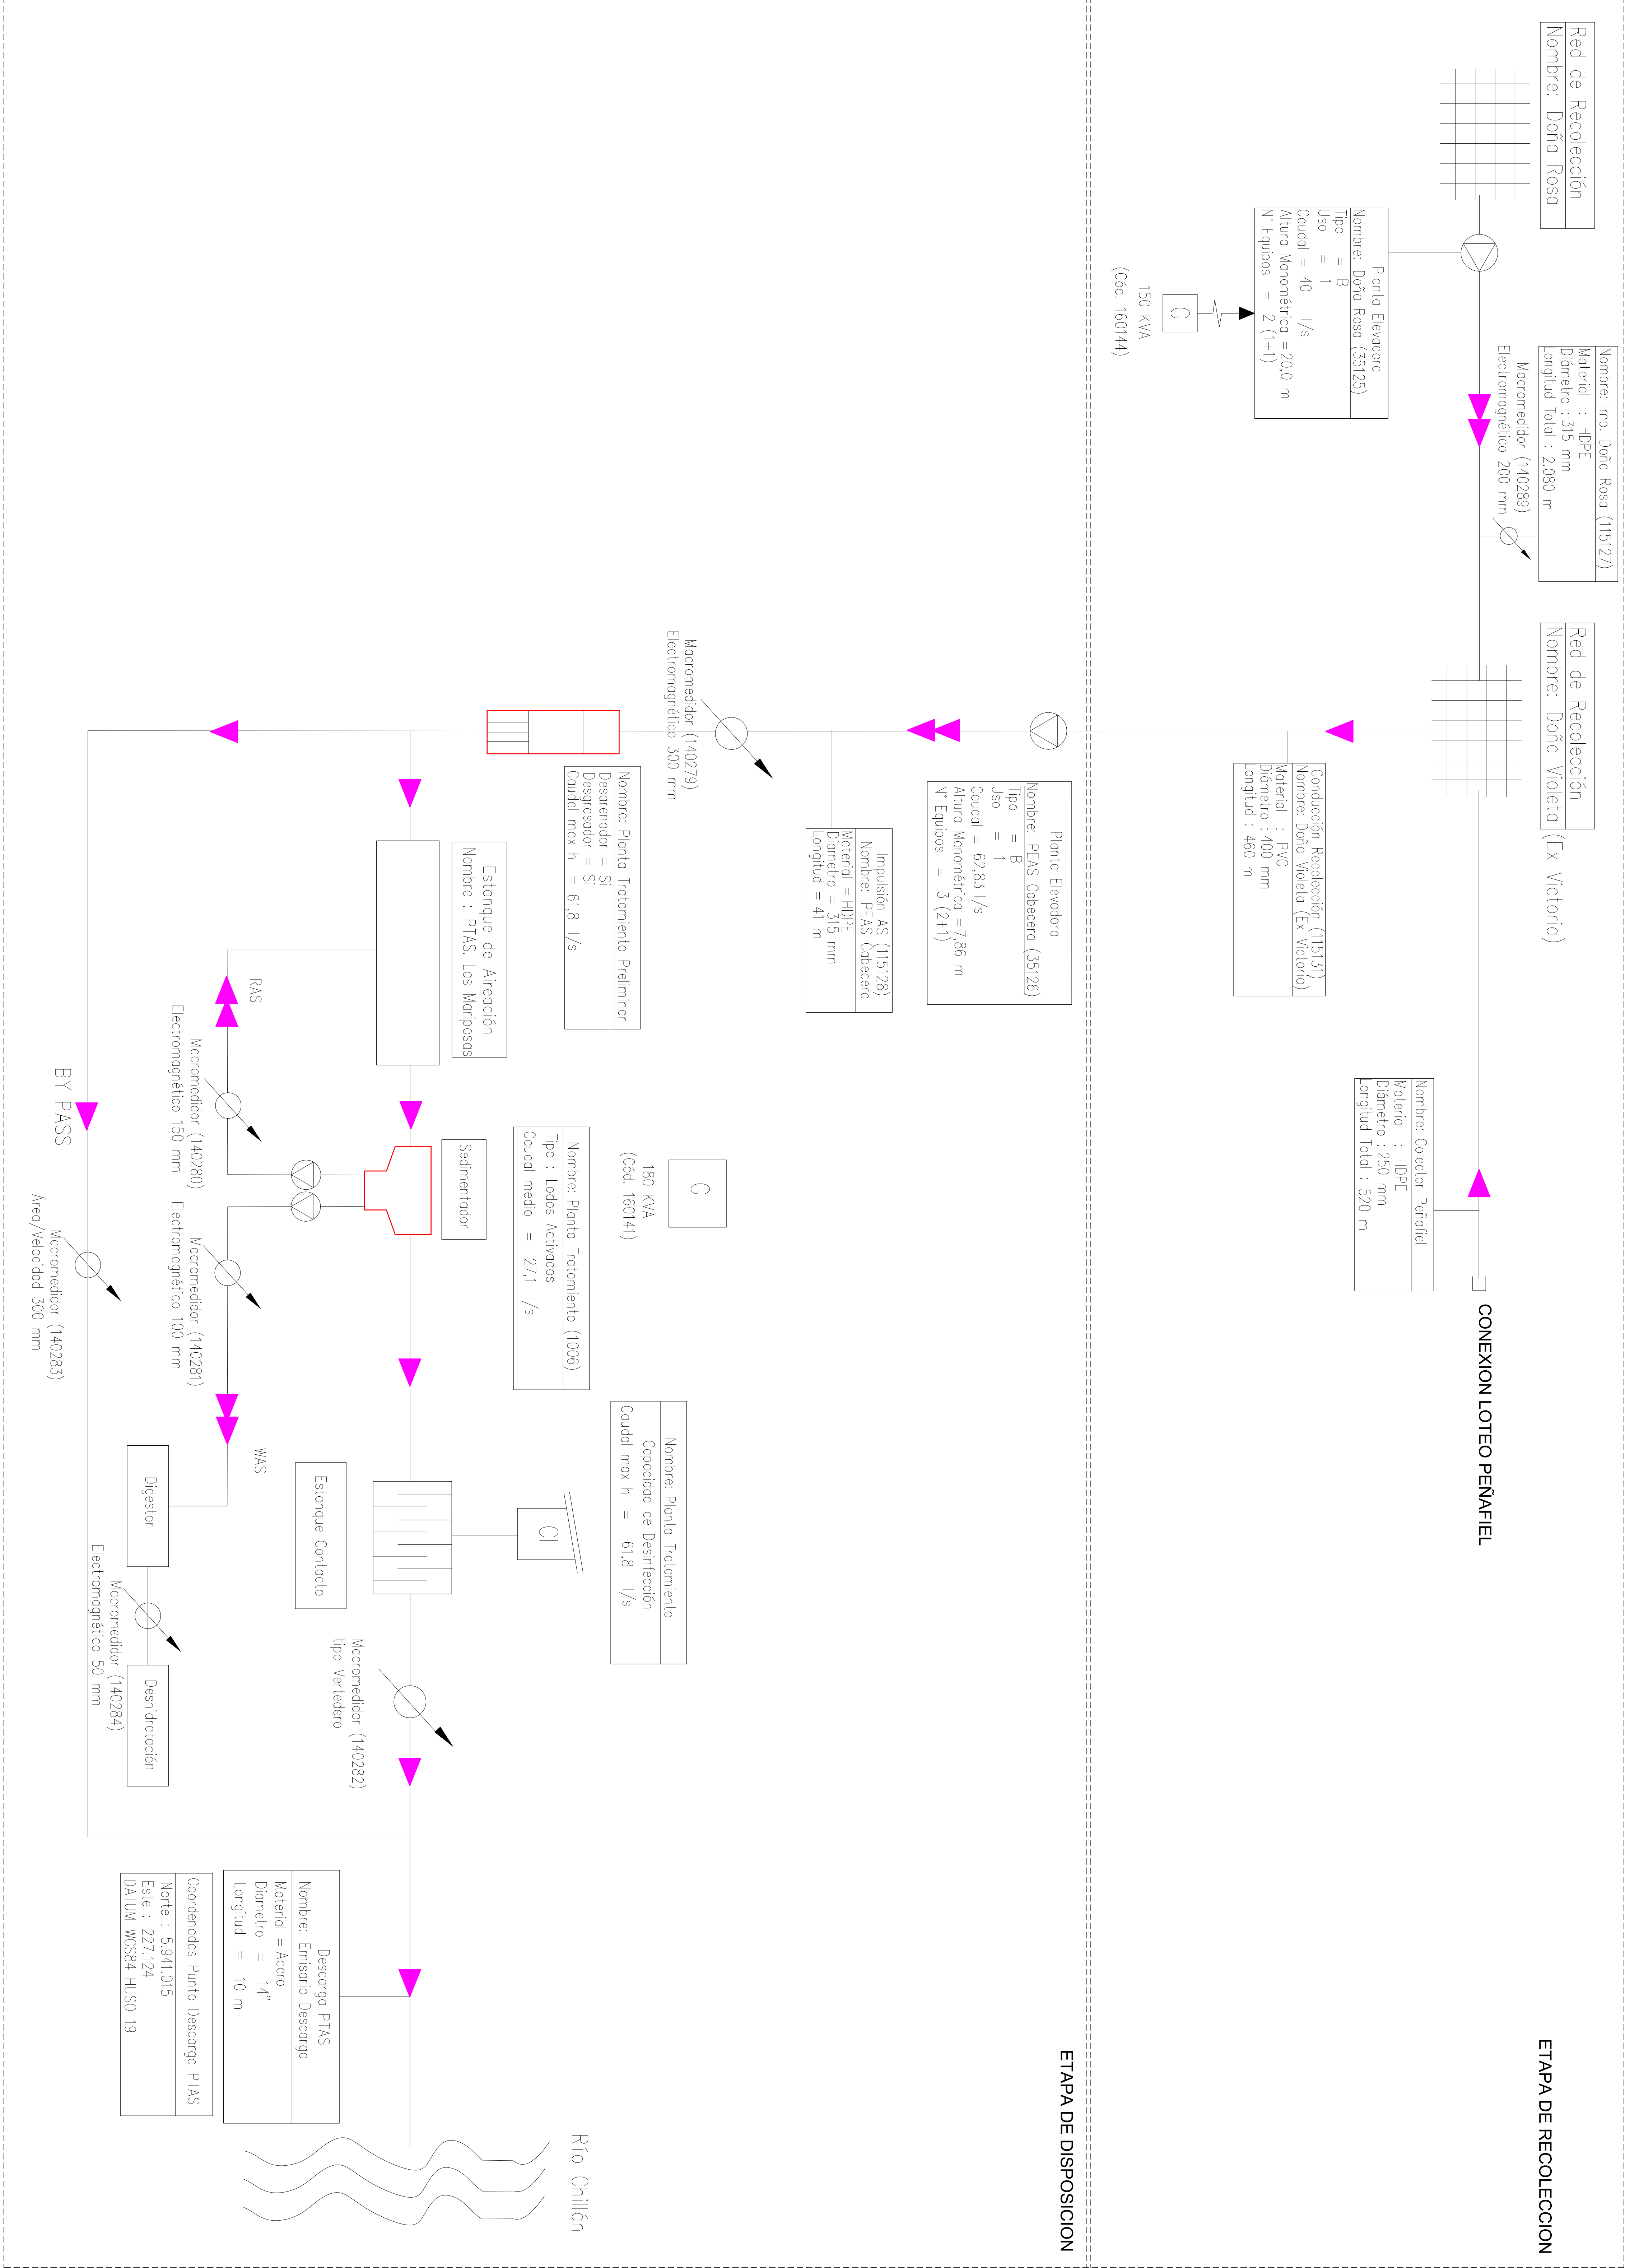 ETAPA DE RECOLECCION
Red de Recolección
Nombre: Doña Rosa
Nombre: Imp. Doña Rosa (115127)
Material : HDPE
Diámetro : 315 mm
Longitud Total : 2.080 m
Macromedidor (140289)
Electromagnético 200 mm
Red de Recolección
Nombre: Doña Violeta (Ex Victoria)
CONEXION LOTEO PEÑAFIEL
Nombre: Colector Peñafiel
Material : HDPE
Diámetro : 250 mm
Longitud Total : 520 m
Planta Elevadora
Nombre: Doña Rosa (35125)
Tipo = B
Uso = 1
Caudal = 40 l/s
Altura Manométrica = 20,0 m
N° Equipos = 2 (1+1)
G
150 KVA
(Cód. 160144)
Conducción Recolección (115131)
Nombre: Doña Violeta (Ex Victoria)
Material : PVC
Diámetro : 400 mm
Longitud : 460 m
ETAPA DE DISPOSICION
Planta Elevadora
Nombre: PEAS Cabecera (35126)
Tipo = B
Uso = 1
Caudal = 62,83 l/s
Altura Manométrica = 7,86 m
N° Equipos = 3 (2+1)
Impulsión AS (115128)
Nombre: PEAS Cabecera
Material = HDPE
Diametro = 315 mm
Longitud = 41 m
Macromedidor (140279)
Electromagnético 300 mm
Nombre: Planta Tratamiento Preliminar
Desarenador = Si
Desgrasador = Si
Caudal max h = 61,8 l/s
G
180 KVA
(Cód. 160141)
Nombre: Planta Tratamiento
Capacidad de Desinfección
Caudal max h = 61,8 l/s
Nombre: Planta Tratamiento (1006)
Tipo : Lodos Activados
Caudal medio = 27,1 l/s
Estanque de Aireación
Nombre : PTAS. Las Mariposas
Sedimentador
Cl
Estanque Contacto
Macromedidor (140282)
tipo Vertedero
Río Chillán
Descarga PTAS
Nombre: Emisario Descarga
Material = Acero
Diametro = 14"
Longitud = 10 m
Coordenadas Punto Descarga PTAS
Norte : 5.941.015
Este : 227.124
DATUM WGS84 HUSO 19
RAS
Macromedidor (140280)
Electromagnético 150 mm
Macromedidor (140281)
Electromagnético 100 mm
WAS
Digestor
Deshidratación
Macromedidor (140284)
Electromagnético 50 mm
BY PASS
Macromedidor (140283)
Área/Velocidad 300 mm